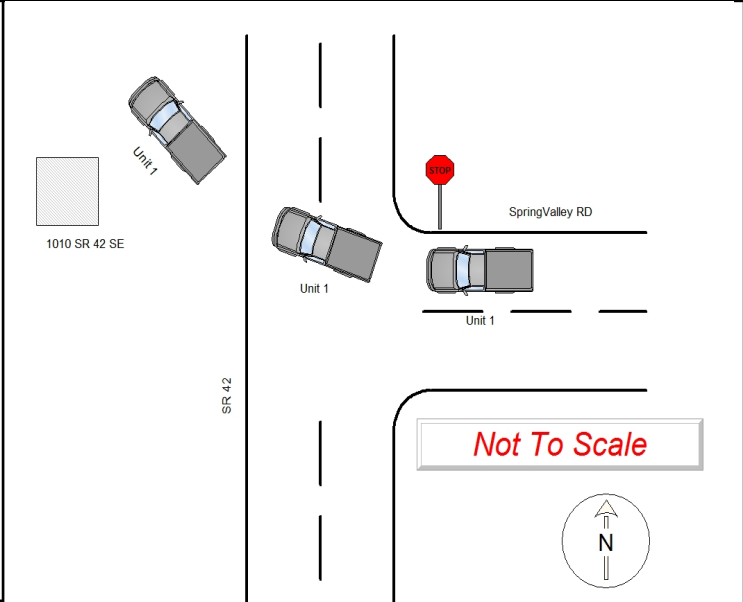 STOP
Unit 1
SpringValley RD
1010 SR 42 SE
Unit 1
Unit 1
SR 42
Not To Scale
N